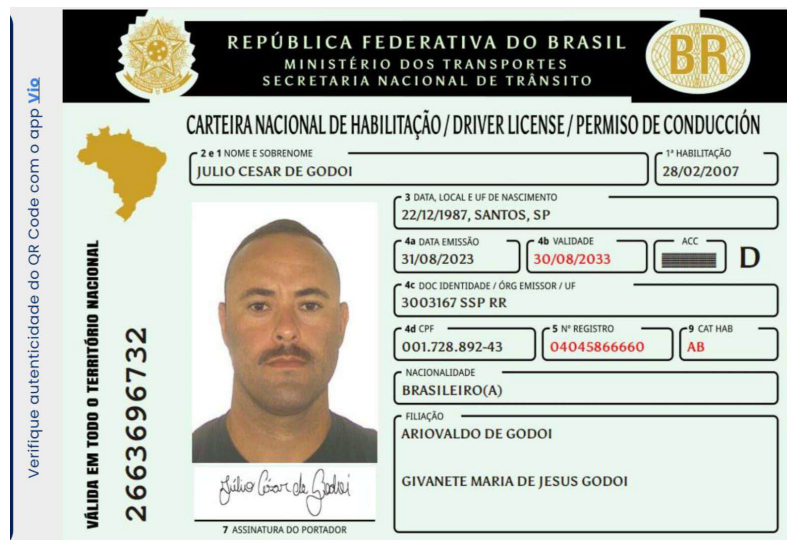 Verifique autenticidade do QR Code com o app Vio
REPÚBLICA FEDERATIVA DO BRASIL
MINISTÉRIO DOS TRANSPORTES
SECRETARIA NACIONAL DE TRÂNSITO
BR
CARTEIRA NACIONAL DE HABILITAÇÃO / DRIVER LICENSE / PERMISO DE CONDUCCIÓN
2 e 1 NOME E SOBRENOME
JULIO CESAR DE GODOI
1ª HABILITAÇÃO
28/02/2007
3 DATA, LOCAL E UF DE NASCIMENTO
22/12/1987, SANTOS, SP
4a DATA EMISSÃO
31/08/2023
4b VALIDADE
30/08/2033
ACC
D
4c DOC IDENTIDADE / ÓRG EMISSOR / UF
3003167 SSP RR
4d CPF
001.728.892-43
5 Nº REGISTRO
04045866660
9 CAT HAB
AB
NACIONALIDADE
BRASILEIRO(A)
FILIAÇÃO
ARIOVALDO DE GODOI
GIVANETE MARIA DE JESUS GODOI
VÁLIDA EM TODO O TERRITÓRIO NACIONAL
2663696732
Júlio Cézar de Godoi
7 ASSINATURA DO PORTADOR